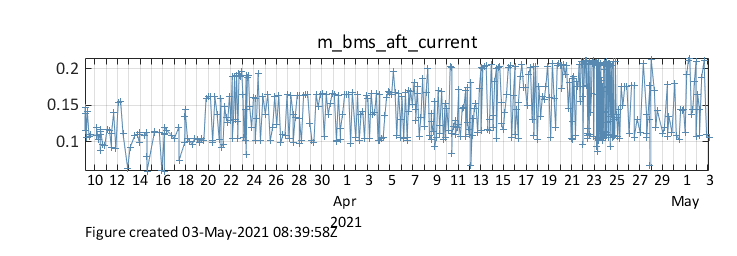 m_bms_aft_current
0.2
0.15
0.1
10 12 14 16 18 20 22 24 26 28 30 1 3 5 7 9 11 13 15 17 19 21 23 25 27 29 1 3
Apr May
2021
Figure created 03-May-2021 08:39:58Z